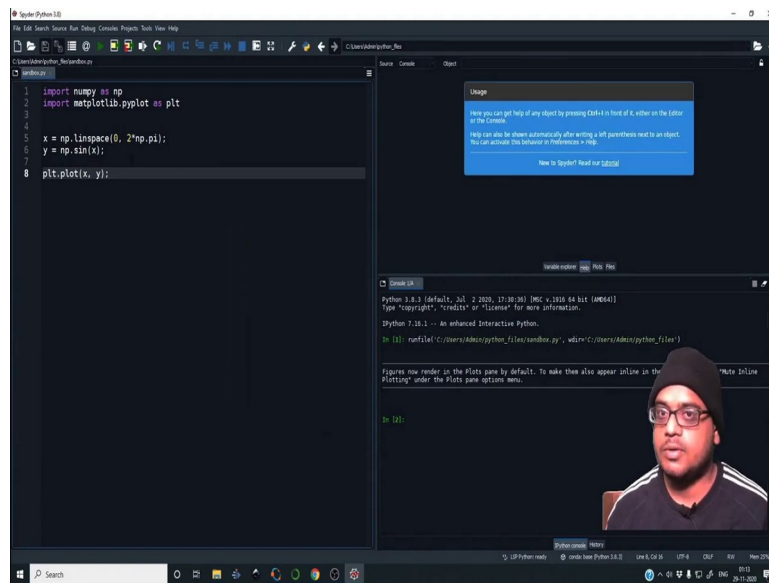 Spyder (Python 3.8)
File Edit Search Source Run Debug Consoles Projects Tools View Help
C:\Users\Admin\python_files
C:\Users\Admin\python_files\sandbox.py
sandbox.py
1 import numpy as np
2 import matplotlib.pyplot as plt
3
4
5 x = np.linspace(0, 2*np.pi);
6 y = np.sin(x);
7
8 plt.plot(x, y);
Source Console Object
Usage
Here you can get help of any object by pressing Ctrl+I in front of it, either on the Editor
or the Console.
Help can also be shown automatically after writing a left parenthesis next to an object.
You can activate this behavior in Preferences > Help.
New to Spyder? Read our tutorial
Variable explorer Help Plots Files
Console 1/A
Python 3.8.3 (default, Jul 2 2020, 17:30:36) [MSC v.1916 64 bit (AMD64)]
Type "copyright", "credits" or "license" for more information.
IPython 7.16.1 -- An enhanced Interactive Python.
In [1]: runfile('C:/Users/Admin/python_files/sandbox.py', wdir='C:/Users/Admin/python_files')
Figures now render in the Plots pane by default. To make them also appear inline in the "Mute Inline
Plotting" under the Plots pane options menu.
In [2]:
IPython console History
LSP Python: ready conda: base (Python 3.8.3) Line 8, Col 16 UTF-8 CRLF RW Mem 25%
Search
ENG 01:13
29-11-2020